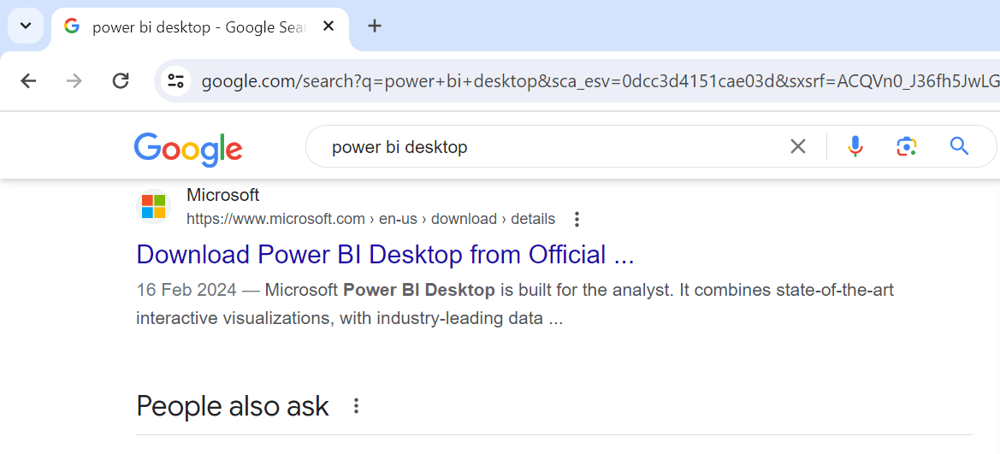 power bi desktop - Google Sea
google.com/search?q=power+bi+desktop&sca_esv=0dcc3d4151cae03d&sxsrf=ACQVn0_J36fh5JwLG
Google
power bi desktop
Microsoft
https://www.microsoft.com › en-us › download › details
Download Power BI Desktop from Official ...
16 Feb 2024 — Microsoft Power BI Desktop is built for the analyst. It combines state-of-the-art
interactive visualizations, with industry-leading data ...
People also ask